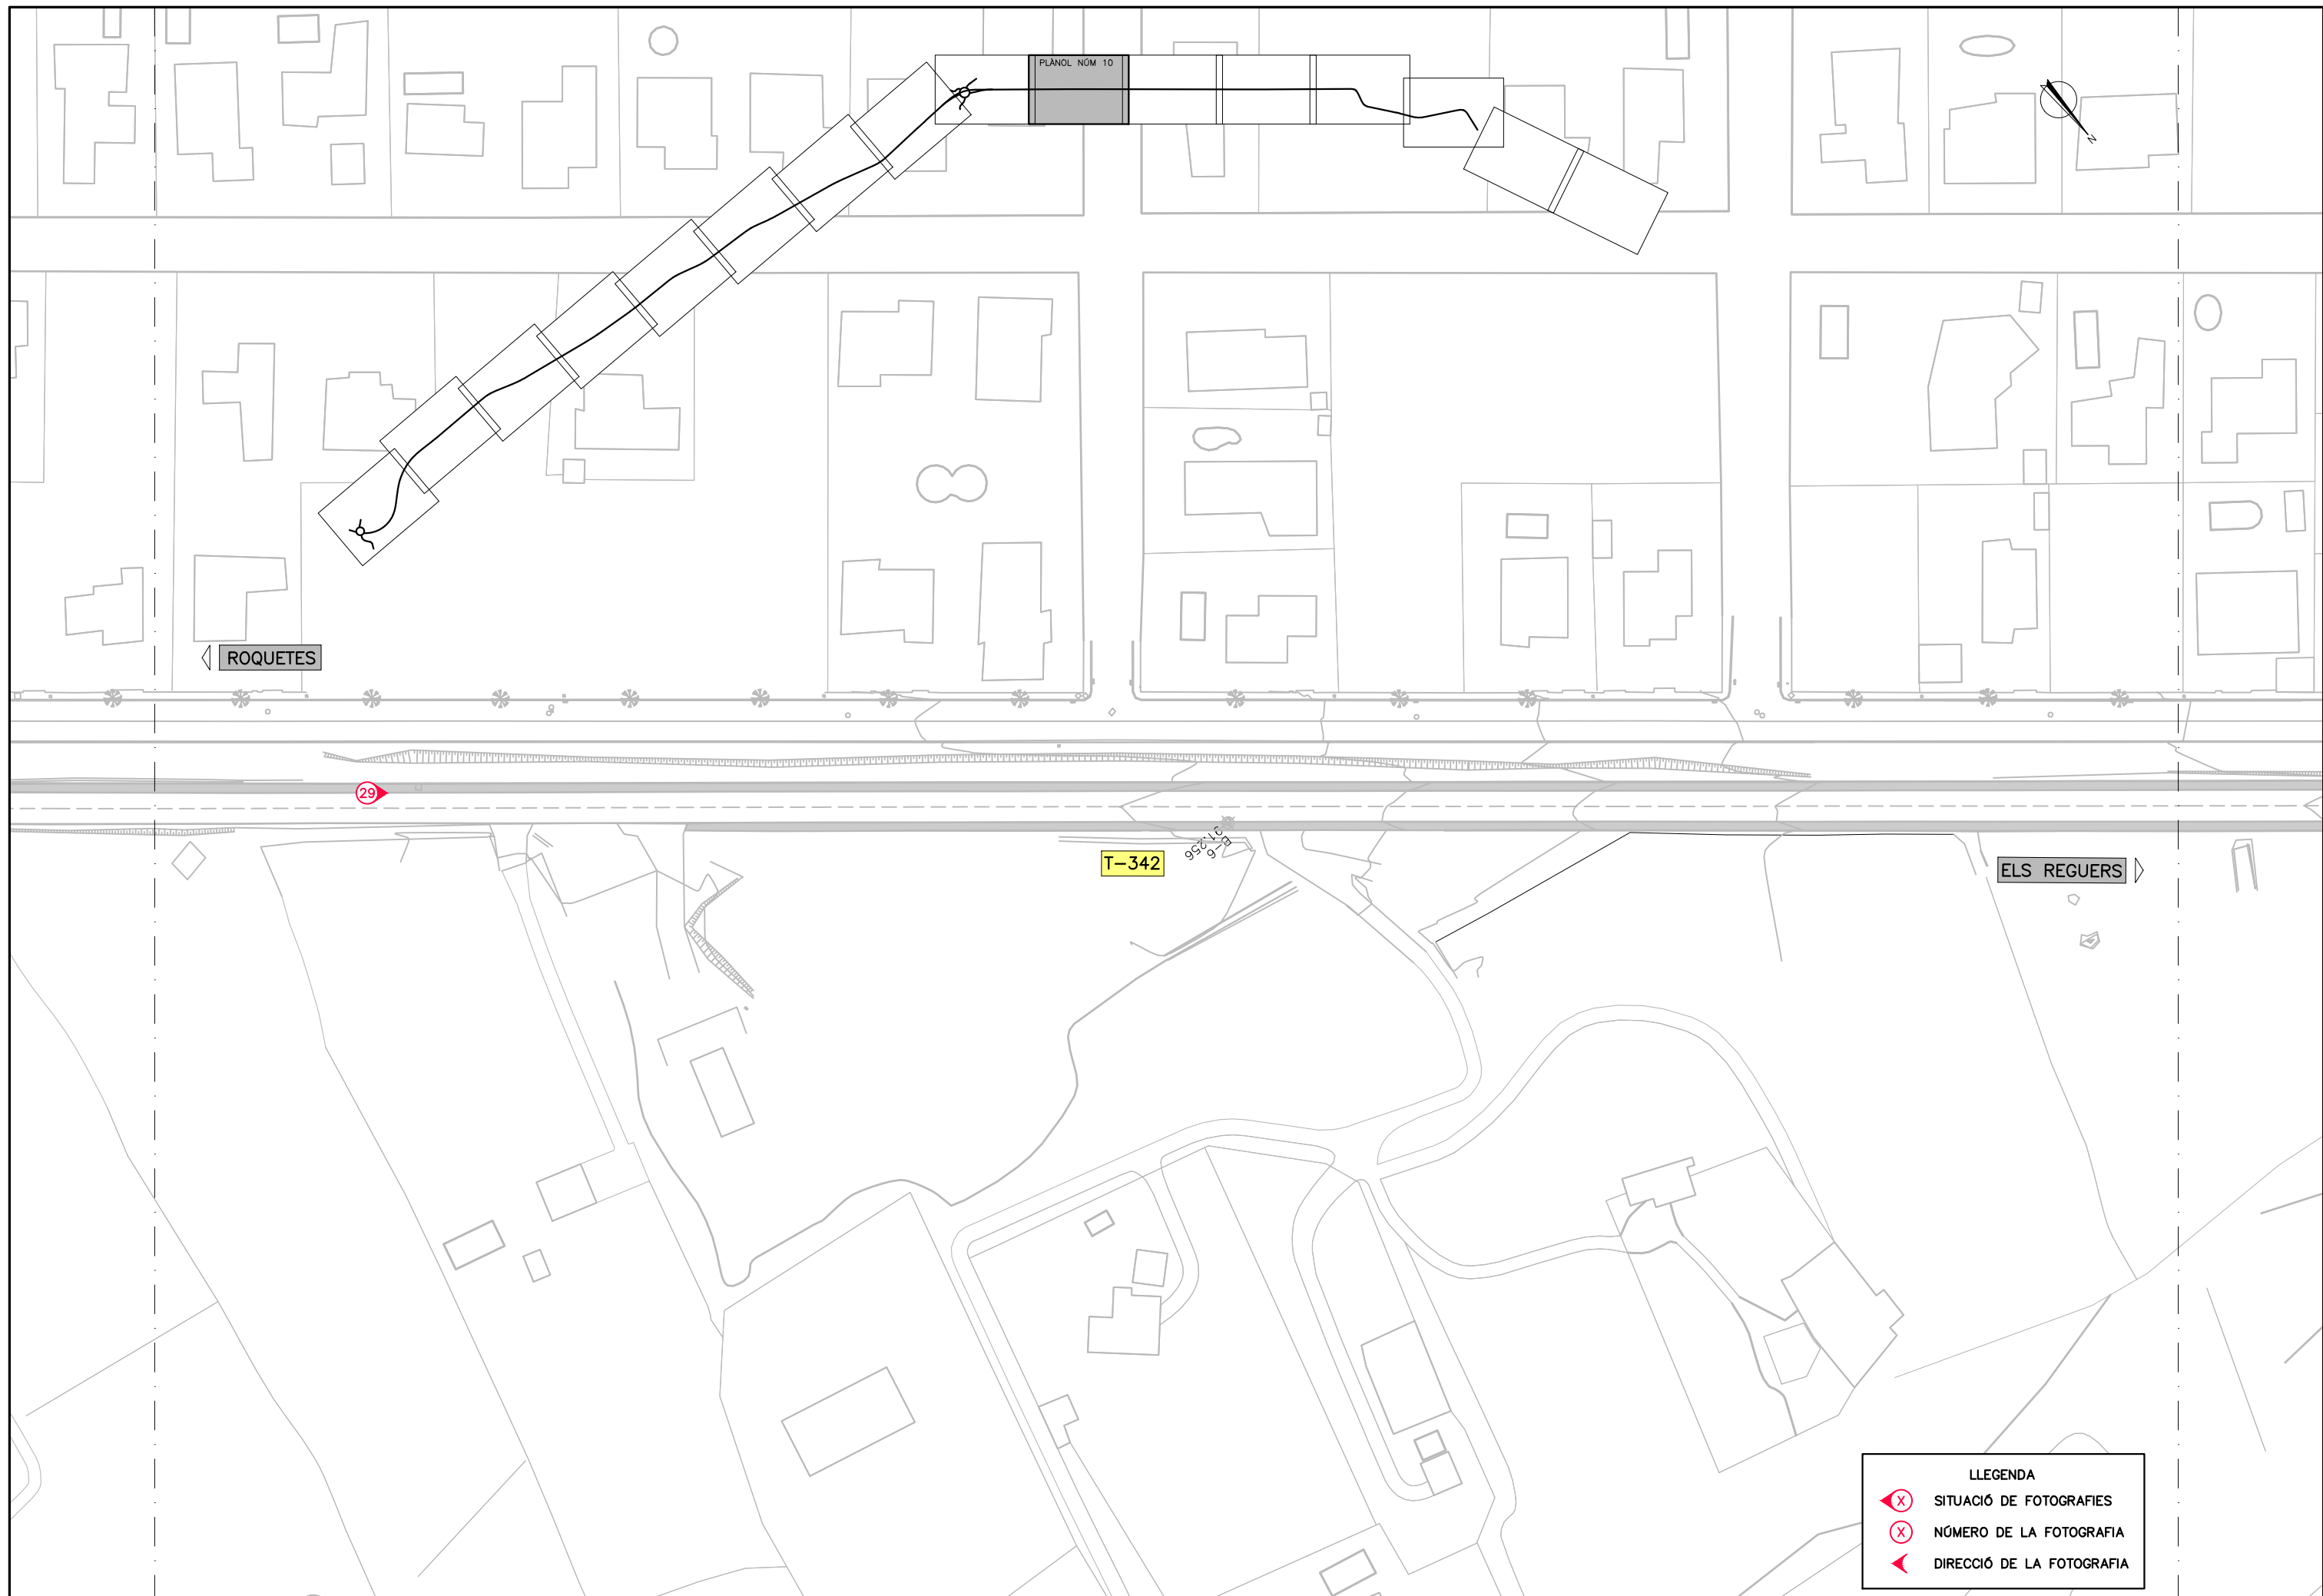 PLÀNOL NÚM 10
N
ROQUETES
29
T-342
ELS REGUERS
LLEGENDA
X SITUACIÓ DE FOTOGRAFIES
X NÚMERO DE LA FOTOGRAFIA
DIRECCIÓ DE LA FOTOGRAFIA